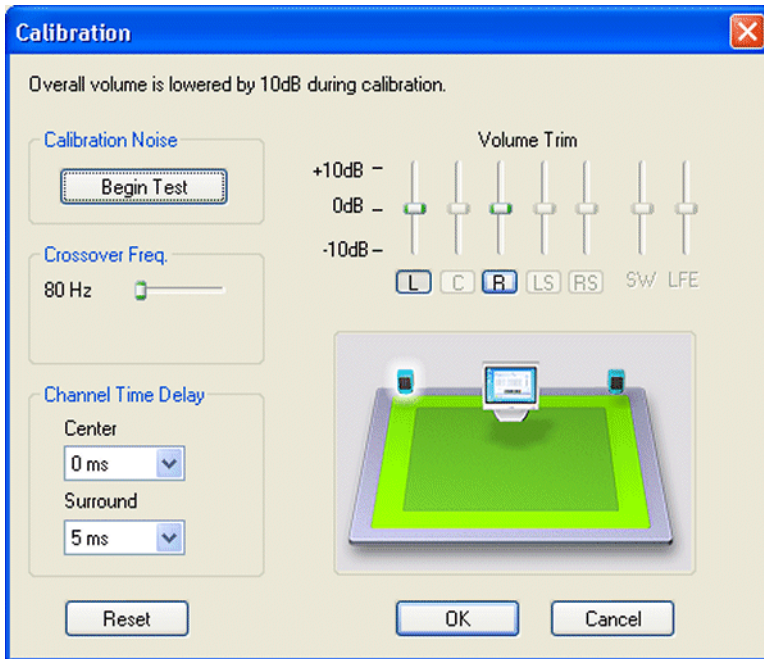 Calibration
Overall volume is lowered by 10dB during calibration.
Calibration Noise
Begin Test
Crossover Freq.
80 Hz
Channel Time Delay
Center
0 ms
Surround
5 ms
Reset
Volume Trim
+10dB
0dB
-10dB
L C R LS RS SW LFE
OK Cancel